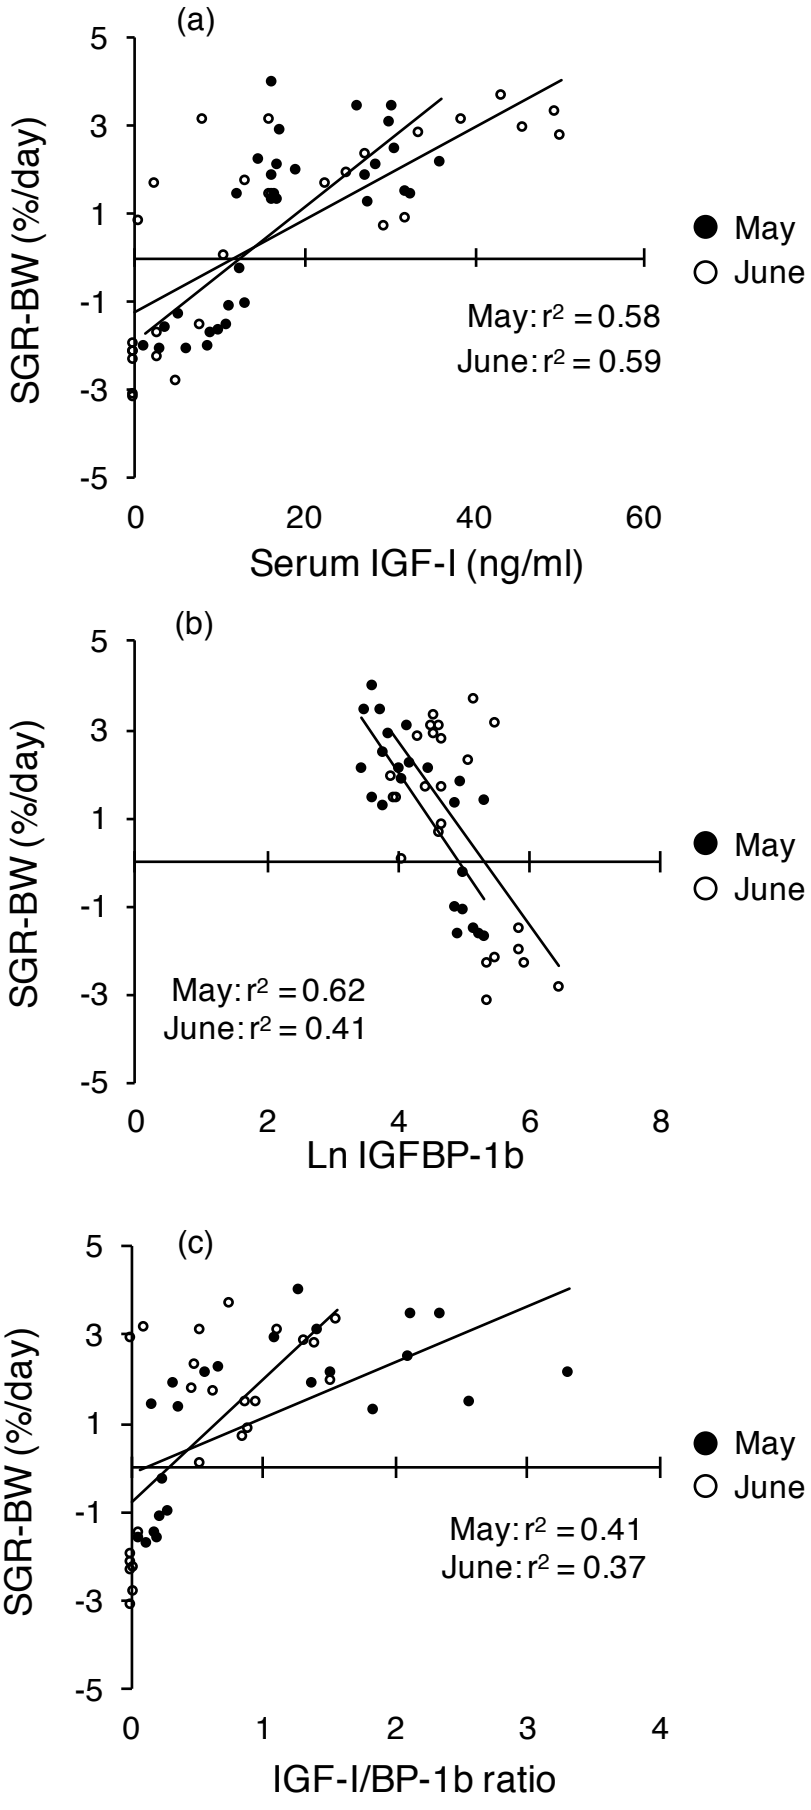 (a)
5
3
1
-1
-3
-5
SGR-BW (%/day)
May
June
May: r² = 0.58
June: r² = 0.59
0 20 40 60
Serum IGF-I (ng/ml)
(b)
5
3
1
-1
-3
-5
SGR-BW (%/day)
May
June
May: r² = 0.62
June: r² = 0.41
0 2 4 6 8
Ln IGFBP-1b
(c)
5
3
1
-1
-3
-5
SGR-BW (%/day)
May
June
May: r² = 0.41
June: r² = 0.37
0 1 2 3 4
IGF-I/BP-1b ratio